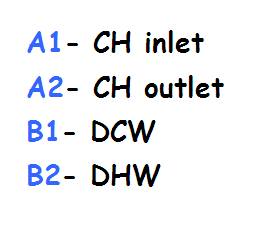 A1- CH inlet
A2- CH outlet
B1- DCW
B2- DHW